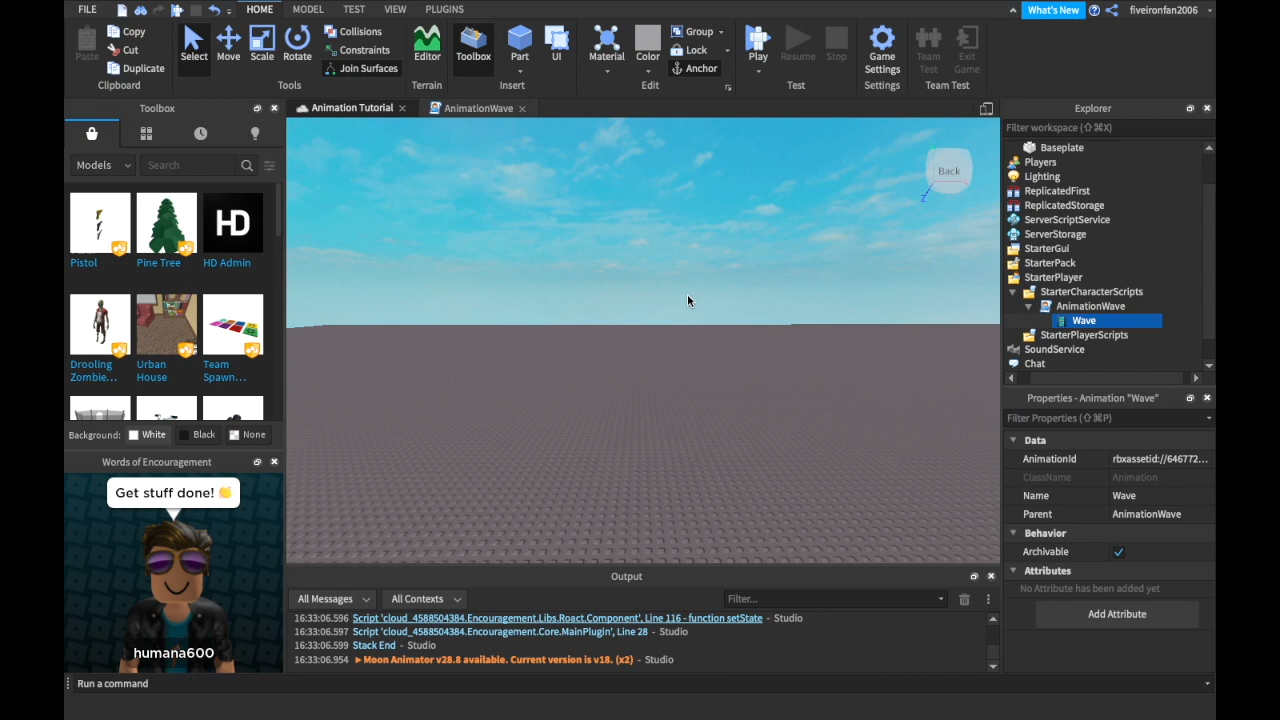 FILE HOME MODEL TEST VIEW PLUGINS What's New fiveironfan2006
Paste Copy Cut Duplicate Clipboard
Select Move Scale Rotate Collisions Constraints Join Surfaces Tools
Editor Terrain
Toolbox Part UI Insert
Material Color Group Lock Anchor Edit
Play Resume Stop Test
Game Settings Settings
Team Test Exit Game Team Test
Toolbox
Models Search
Pistol Pine Tree HD Admin
HD
Drooling Zombie... Urban House Team Spawn...
Background: White Black None
Words of Encouragement
Get stuff done! 👏
humana600
Animation Tutorial AnimationWave
Back
Z
Output
All Messages All Contexts Filter...
16:33:06.596 Script 'cloud_4588504384.Encouragement.Libs.Roact.Component', Line 116 - function setState - Studio
16:33:06.597 Script 'cloud_4588504384.Encouragement.Core.MainPlugin', Line 28 - Studio
16:33:06.599 Stack End - Studio
16:33:06.954 ▶Moon Animator v28.8 available. Current version is v18. (x2) - Studio
Run a command
Explorer
Filter workspace (⇧⌘X)
Baseplate
Players
Lighting
ReplicatedFirst
ReplicatedStorage
ServerScriptService
ServerStorage
StarterGui
StarterPack
StarterPlayer
StarterCharacterScripts
AnimationWave
Wave
StarterPlayerScripts
SoundService
Chat
Properties - Animation "Wave"
Filter Properties (⇧⌘P)
Data
AnimationId rbxassetid://646772...
ClassName Animation
Name Wave
Parent AnimationWave
Behavior
Archivable
Attributes
No Attribute has been added yet
Add Attribute